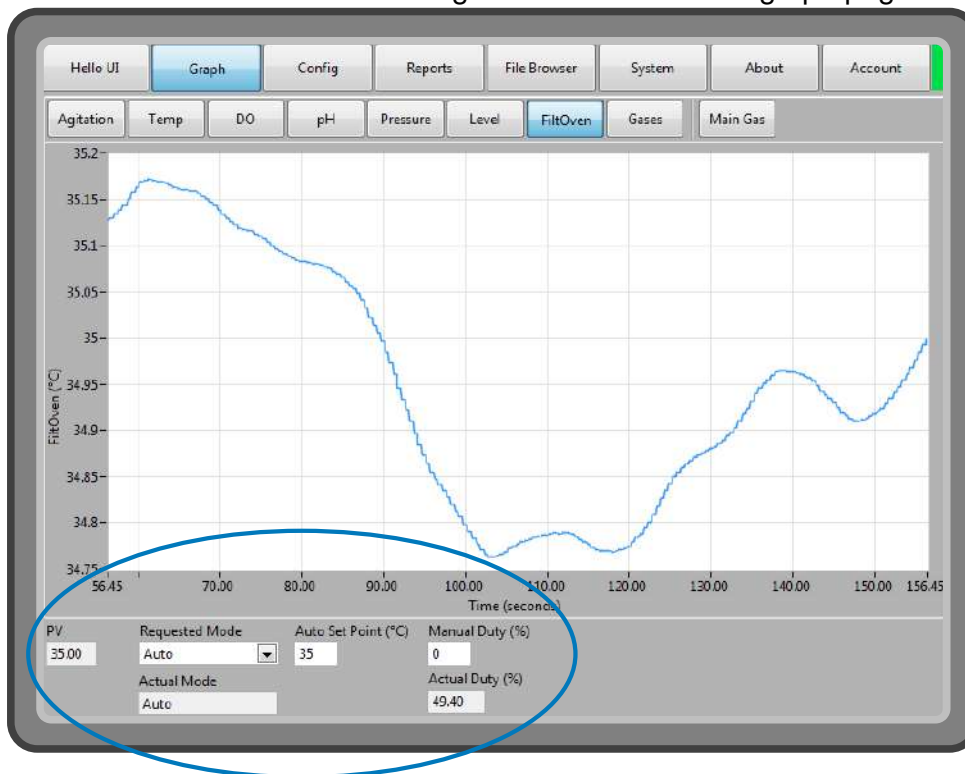 Hello UI Graph Config Reports File Browser System About Account
Agitation Temp DO pH Pressure Level FiltOven Gases Main Gas
35.2
35.15
35.1
35.05
35
34.95
34.9
34.85
34.8
34.75
FiltOven (°C)
56.45 70.00 80.00 90.00 100.00 110.00 120.00 130.00 140.00 150.00 156.45
Time (seconds)
PV Requested Mode Auto Set Point (°C) Manual Duty (%)
35.00 Auto 35 0
Actual Mode Actual Duty (%)
Auto 49.40